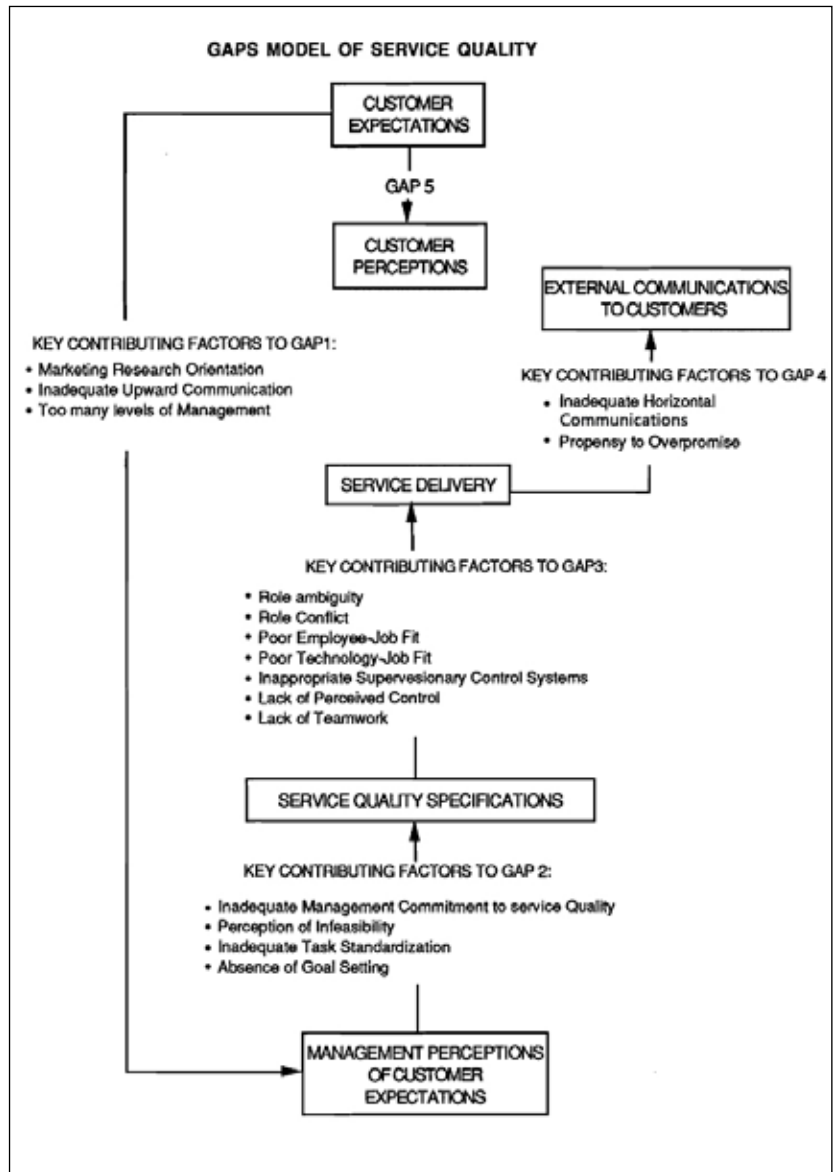 GAPS MODEL OF SERVICE QUALITY
CUSTOMER
EXPECTATIONS
GAP 5
CUSTOMER
PERCEPTIONS
EXTERNAL COMMUNICATIONS
TO CUSTOMERS
KEY CONTRIBUTING FACTORS TO GAP1:
• Marketing Research Orientation
• Inadequate Upward Communication
• Too many levels of Management
KEY CONTRIBUTING FACTORS TO GAP 4
• Inadequate Horizontal
Communications
• Propensy to Overpromise
SERVICE DELIVERY
KEY CONTRIBUTING FACTORS TO GAP3:
• Role ambiguity
• Role Conflict
• Poor Employee-Job Fit
• Poor Technology-Job Fit
• Inappropriate Supervesionary Control Systems
• Lack of Perceived Control
• Lack of Teamwork
SERVICE QUALITY SPECIFICATIONS
KEY CONTRIBUTING FACTORS TO GAP 2:
• Inadequate Management Commitment to service Quality
• Perception of Infeasibility
• Inadequate Task Standardization
• Absence of Goal Setting
MANAGEMENT PERCEPTIONS
OF CUSTOMER
EXPECTATIONS